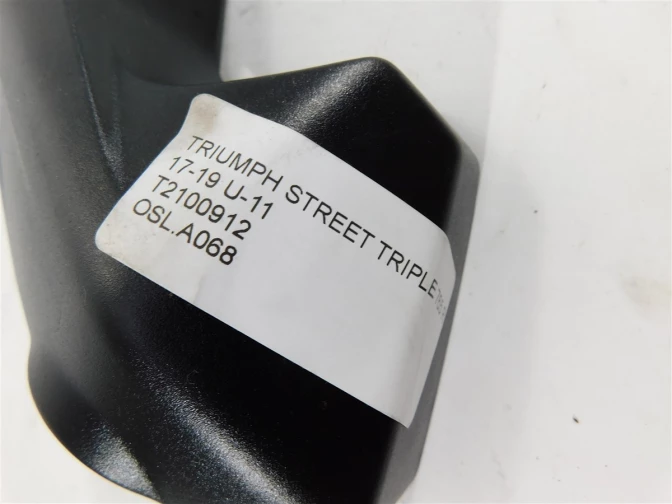 TRIUMPH STREET TRIPLE
17-19 U-11
T2100912
OSL.A068